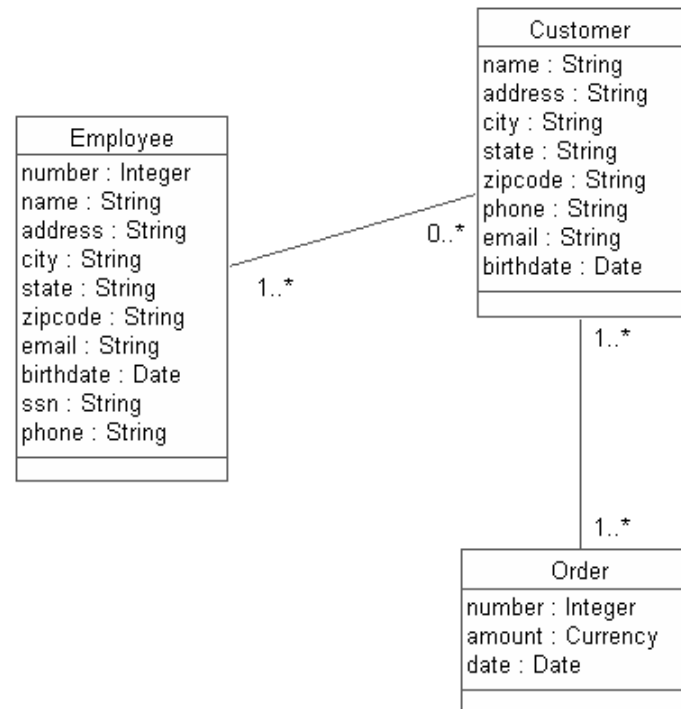 Customer
name : String
address : String
city : String
state : String
zipcode : String
phone : String
email : String
birthdate : Date
Employee
number : Integer
name : String
address : String
city : String
state : String
zipcode : String
email : String
birthdate : Date
ssn : String
phone : String
0..*
1..*
1..*
1..*
Order
number : Integer
amount : Currency
date : Date